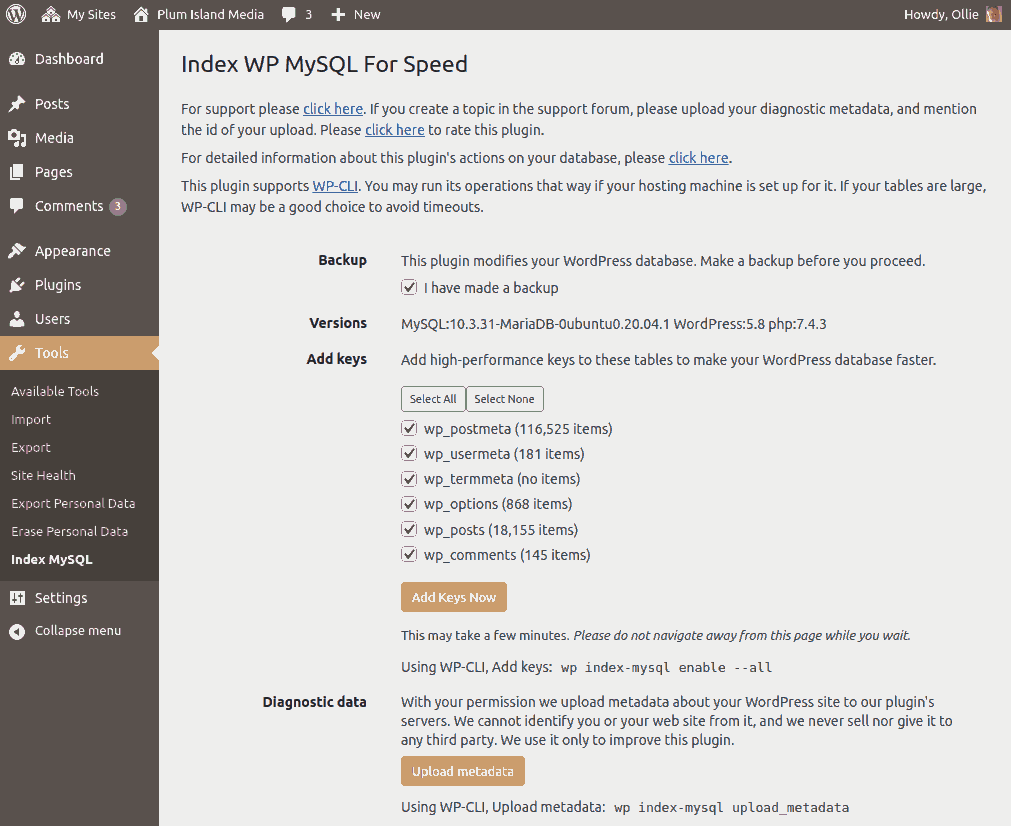 My Sites Plum Island Media 3 New Howdy, Ollie
Dashboard
Posts
Media
Pages
Comments 3
Appearance
Plugins
Users
Tools
Available Tools
Import
Export
Site Health
Export Personal Data
Erase Personal Data
Index MySQL
Settings
Collapse menu
Index WP MySQL For Speed
For support please click here. If you create a topic in the support forum, please upload your diagnostic metadata, and mention
the id of your upload. Please click here to rate this plugin.
For detailed information about this plugin's actions on your database, please click here.
This plugin supports WP-CLI. You may run its operations that way if your hosting machine is set up for it. If your tables are large,
WP-CLI may be a good choice to avoid timeouts.
Backup This plugin modifies your WordPress database. Make a backup before you proceed.
I have made a backup
Versions MySQL:10.3.31-MariaDB-0ubuntu0.20.04.1 WordPress:5.8 php:7.4.3
Add keys Add high-performance keys to these tables to make your WordPress database faster.
Select All Select None
wp_postmeta (116,525 items)
wp_usermeta (181 items)
wp_termmeta (no items)
wp_options (868 items)
wp_posts (18,155 items)
wp_comments (145 items)
Add Keys Now
This may take a few minutes. Please do not navigate away from this page while you wait.
Using WP-CLI, Add keys: wp index-mysql enable --all
Diagnostic data With your permission we upload metadata about your WordPress site to our plugin's
servers. We cannot identify you or your web site from it, and we never sell nor give it to
any third party. We use it only to improve this plugin.
Upload metadata
Using WP-CLI, Upload metadata: wp index-mysql upload_metadata